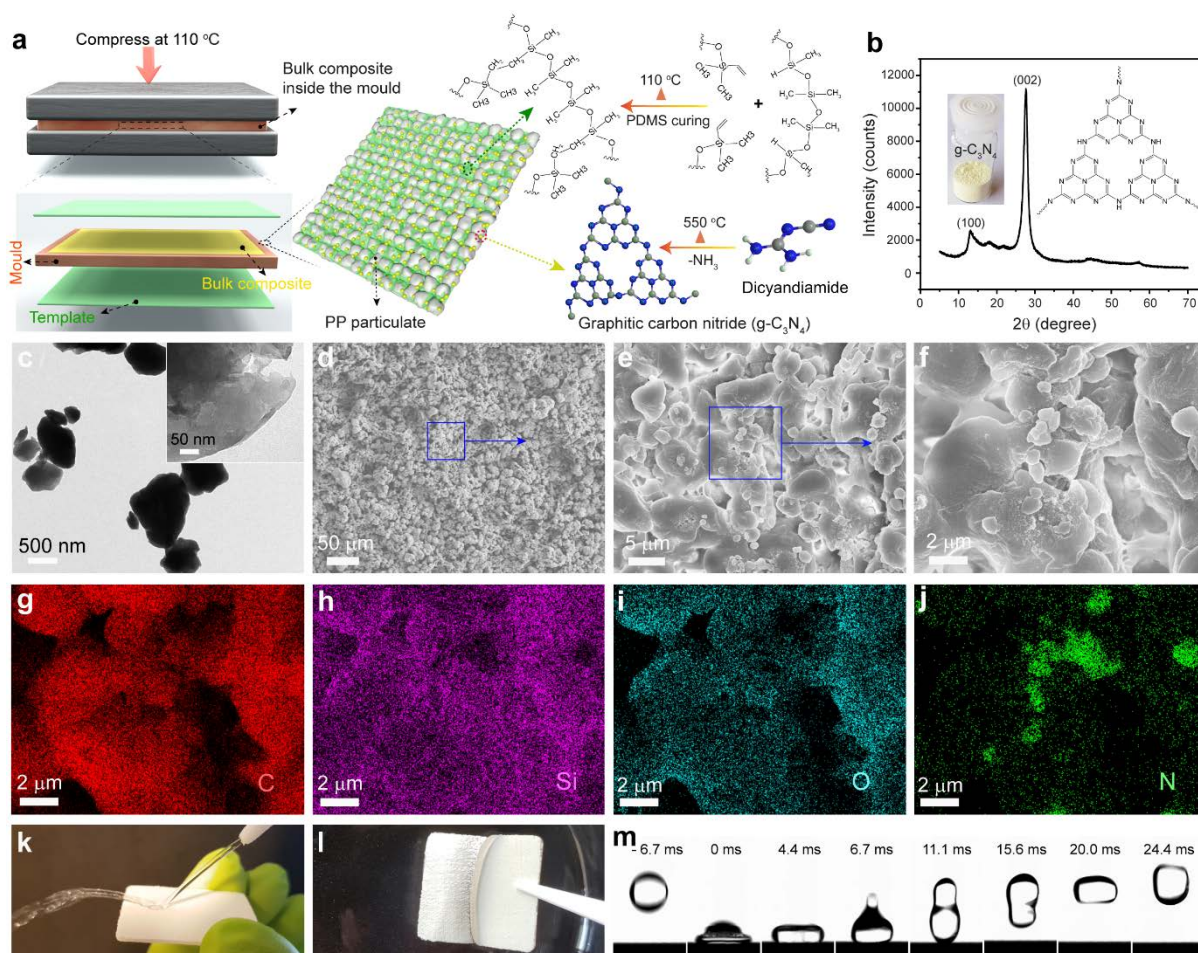 a
Compress at 110 °C
Bulk composite
inside the mould
Mould
Bulk composite
Template
PP particulate
110 °C
PDMS curing
+
550 °C
-NH₃
Graphitic carbon nitride (g-C₃N₄)
Dicyandiamide
b
Intensity (counts)
12000
10000
8000
6000
4000
2000
0
10
20
30
40
50
60
70
2θ (degree)
(100)
(002)
g-C₃N₄
c
50 nm
500 nm
d
50 μm
e
5 μm
f
2 μm
g
2 μm
C
h
2 μm
Si
i
2 μm
O
j
2 μm
N
k
l
m
- 6.7 ms
0 ms
4.4 ms
6.7 ms
11.1 ms
15.6 ms
20.0 ms
24.4 ms